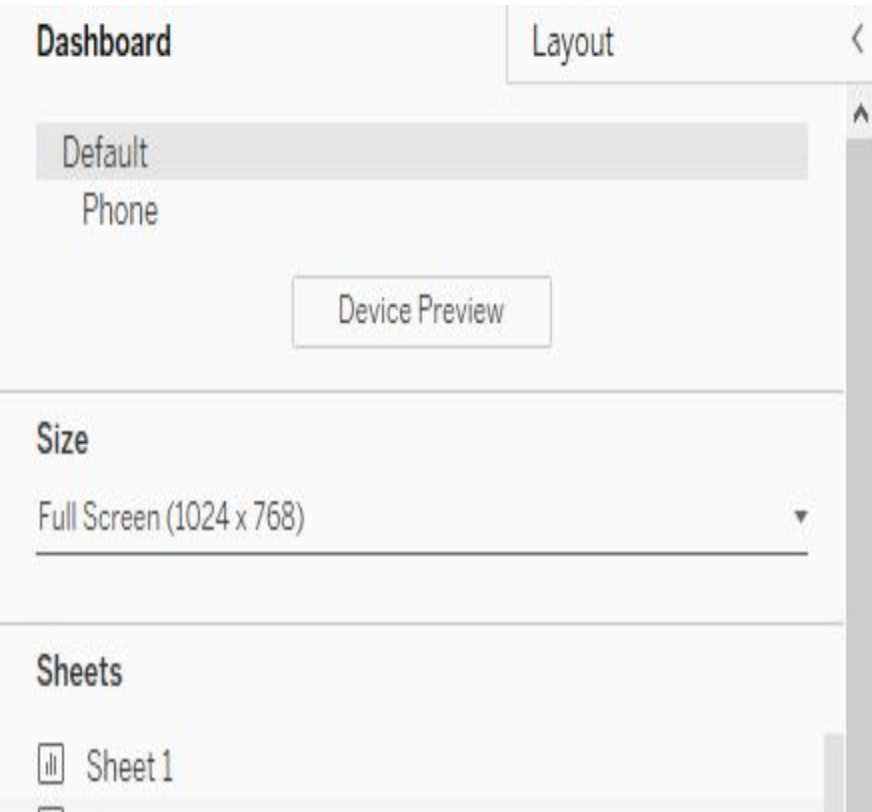 Dashboard
Layout
Default
Phone
Device Preview
Size
Full Screen (1024 x 768)
Sheets
Sheet 1